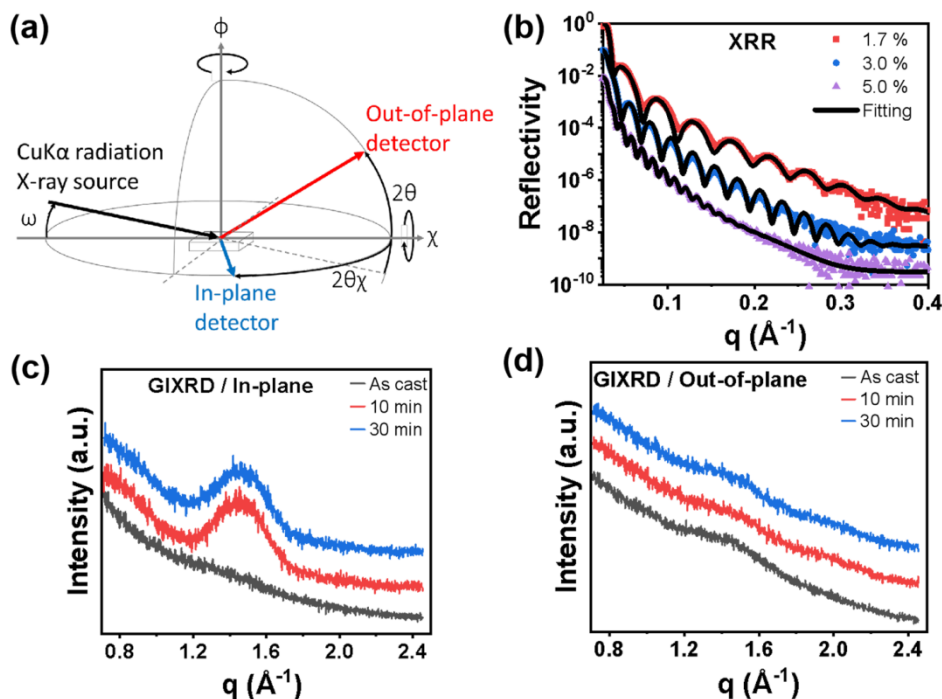 (a)
ϕ
Out-of-plane
detector
CuKα radiation
X-ray source
2θ
ω
χ
2θχ
In-plane
detector
(b)
XRR
1.7 %
3.0 %
5.0 %
Fitting
Reflectivity
10⁰
10⁻²
10⁻⁴
10⁻⁶
10⁻⁸
10⁻¹⁰
0.1 0.2 0.3 0.4
q (Å⁻¹)
(c)
GIXRD / In-plane
As cast
10 min
30 min
Intensity (a.u.)
0.8 1.2 1.6 2.0 2.4
q (Å⁻¹)
(d)
GIXRD / Out-of-plane
As cast
10 min
30 min
Intensity (a.u.)
0.8 1.2 1.6 2.0 2.4
q (Å⁻¹)